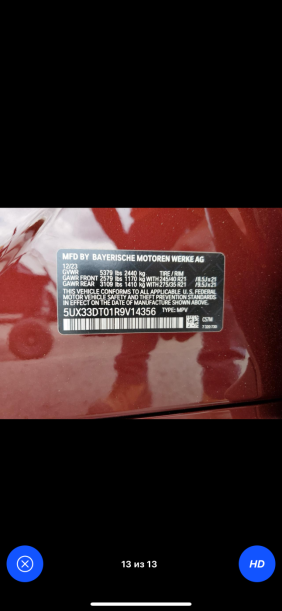 MFD BY BAYERISCHE MOTOREN WERKE AG
12/23
GVWR 5379 lbs 2440 kg TIRE / RIM
GAWR FRONT 2579 lbs 1170 kg WITH 245/40 R21
GAWR REAR 3109 lbs 1410 kg WITH 275/35 R21
THIS VEHICLE CONFORMS TO ALL APPLICABLE FEDERAL
MOTOR VEHICLE SAFETY
STANDARDS IN EFFECT ON THE DATE OF MANUFACTURE SHOWN ABOVE.
5UX33DT01R9V14356 TYPE: MPV
13 из 13
HD